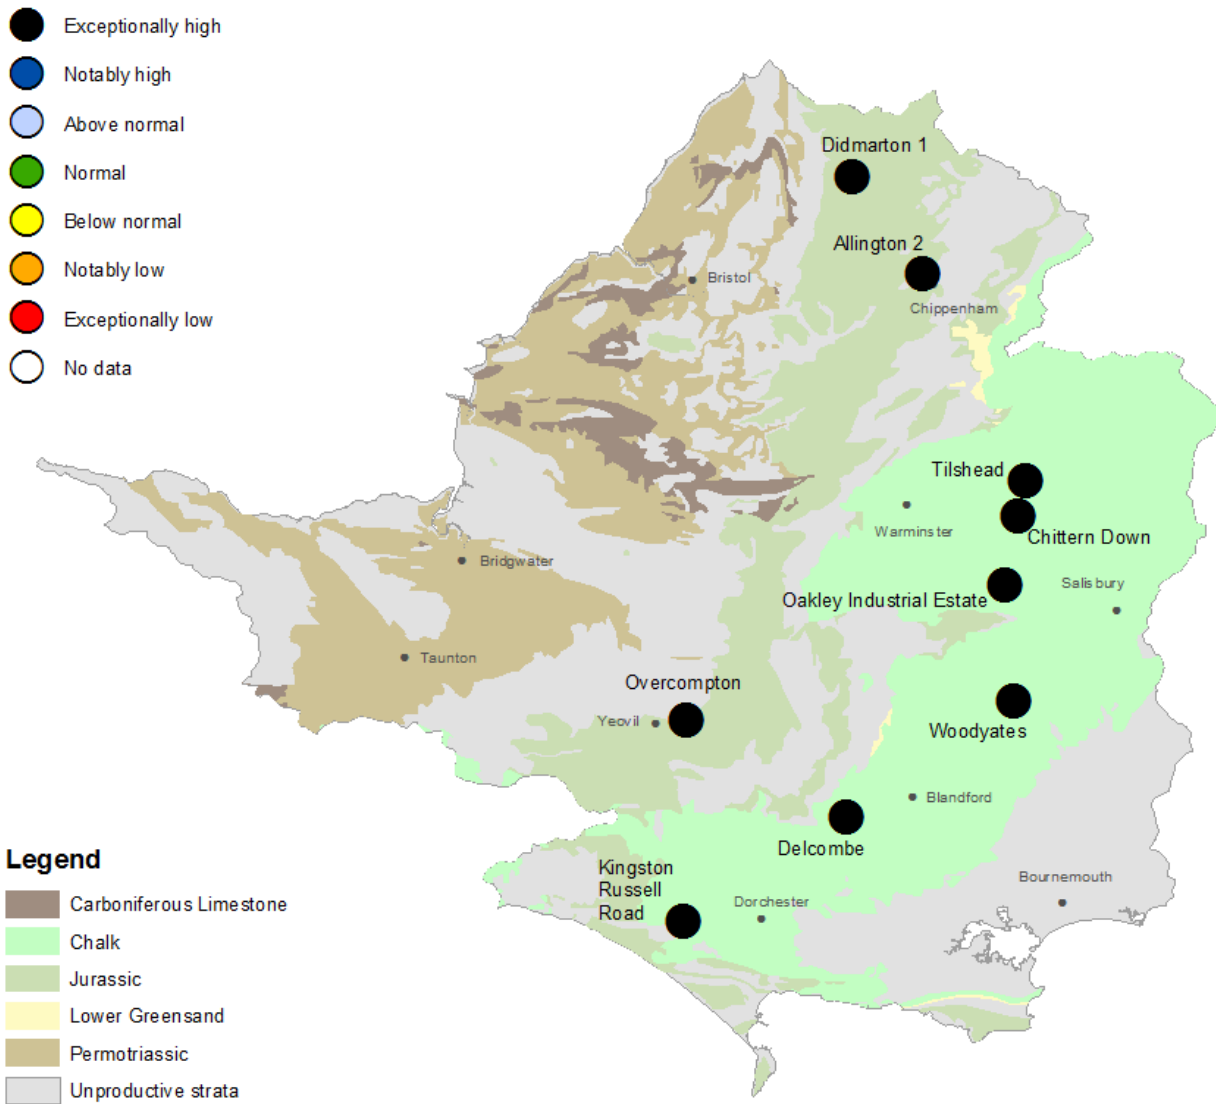 Exceptionally high
Notably high
Above normal
Normal
Below normal
Notably low
Exceptionally low
No data
Didmarton 1
Allington 2
Bristol
Chippenham
Tilshead
Warminster
Chittern Down
Bridgwater
Salisbury
Oakley Industrial Estate
Taunton
Overcompton
Yeovil
Woodyates
Blandford
Delcombe
Kingston
Russell
Road
Dorchester
Bournemouth
Legend
Carboniferous Limestone
Chalk
Jurassic
Lower Greensand
Permotriassic
Unproductive strata